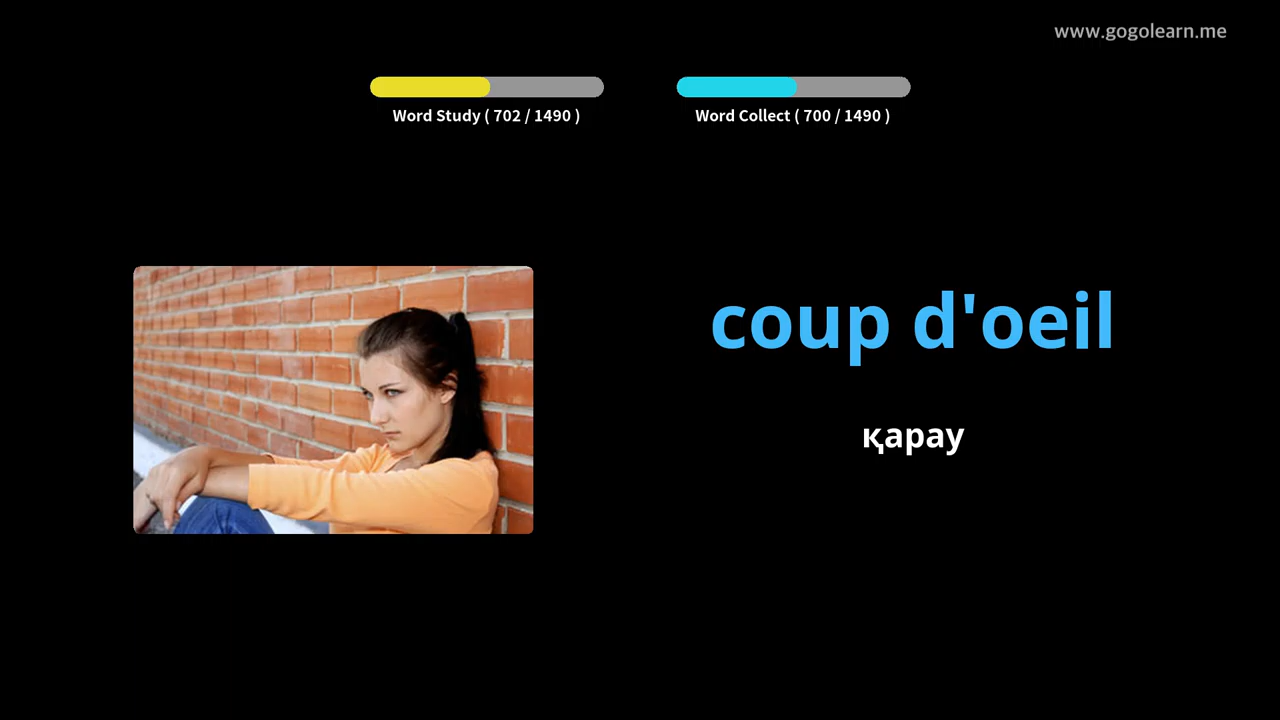 www.gogolearn.me
Word Study ( 702 / 1490 )
Word Collect ( 700 / 1490 )
coup d'oeil
қарау